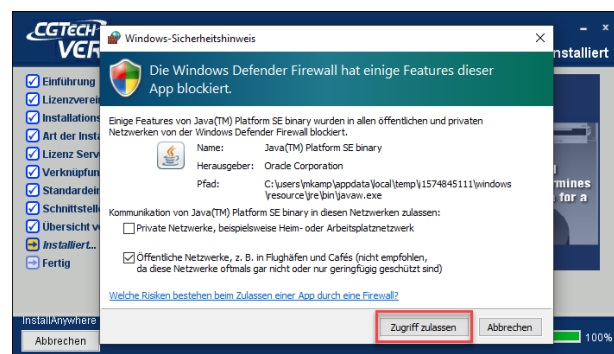 CGTECH
Windows-Sicherheitshinweis
VER
nstalliert
Die Windows Defender Firewall hat einige Features dieser
App blockiert.
Einführung
Lizenzverei
Installations
Art der Insta
Lizenz Serv
Verknüpfun
Standardein
Schnittstell
Übersicht v
Installiert...
Fertig
Einige Features von Java(TM) Platform SE binary wurden in allen öffentlichen und privaten
Netzwerken von der Windows Defender Firewall blockiert.
Name: Java(TM) Platform SE binary
Herausgeber: Oracle Corporation
Pfad: C:\users\mkamp\appdata\local\temp\i1574845111\windows
\resource\jre\bin\javaw.exe
Kommunikation von Java(TM) Platform SE binary in diesen Netzwerken zulassen:
Private Netzwerke, beispielsweise Heim- oder Arbeitsplatznetzwerk
Öffentliche Netzwerke, z. B. in Flughäfen und Cafés (nicht empfohlen,
da diese Netzwerke oftmals gar nicht oder nur geringfügig geschützt sind)
Welche Risiken bestehen beim Zulassen einer App durch eine Firewall?
Zugriff zulassen
Abbrechen
rmines
for a
InstallAnywhere
Abbrechen
100%